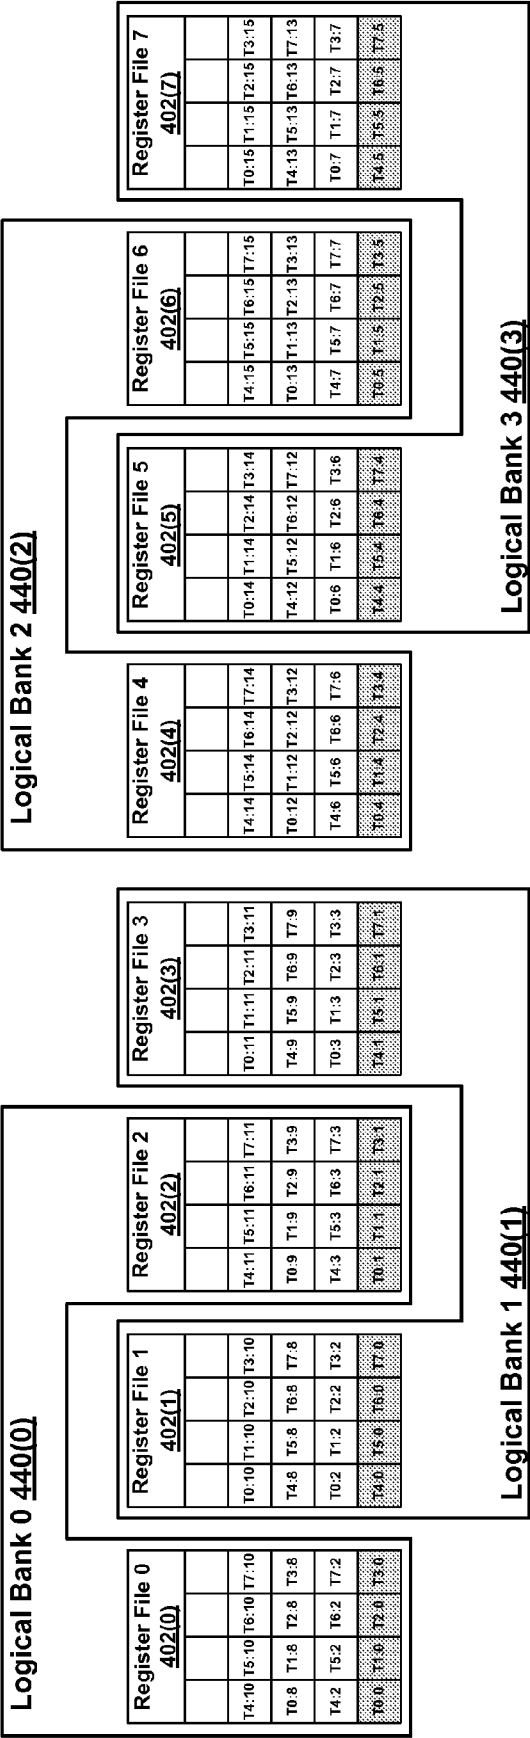 Logical Bank 0 440(0)
Register File 0
402(0)
T4:10 T5:10 T6:10 T7:10
T0:8 T1:8 T2:8 T3:8
T4:2 T5:2 T6:2 T7:2
T0:0 T1:0 T2:0 T3:0
Register File 1
402(1)
T0:10 T1:10 T2:10 T3:10
T4:8 T5:8 T6:8 T7:8
T0:2 T1:2 T2:2 T3:2
T4:0 T5:0 T6:0 T7:0
Register File 2
402(2)
T4:11 T5:11 T6:11 T7:11
T0:9 T1:9 T2:9 T3:9
T4:3 T5:3 T6:3 T7:3
T0:1 T1:1 T2:1 T3:1
Register File 3
402(3)
T0:11 T1:11 T2:11 T3:11
T4:9 T5:9 T6:9 T7:9
T0:3 T1:3 T2:3 T3:3
T4:1 T5:1 T6:1 T7:1
Logical Bank 1 440(1)
Logical Bank 2 440(2)
Register File 4
402(4)
T4:14 T5:14 T6:14 T7:14
T0:12 T1:12 T2:12 T3:12
T4:6 T5:6 T6:6 T7:6
T0:4 T1:4 T2:4 T3:4
Register File 5
402(5)
T0:14 T1:14 T2:14 T3:14
T4:12 T5:12 T6:12 T7:12
T0:6 T1:6 T2:6 T3:6
T4:4 T5:4 T6:4 T7:4
Register File 6
402(6)
T4:15 T5:15 T6:15 T7:15
T0:13 T1:13 T2:13 T3:13
T4:7 T5:7 T6:7 T7:7
T0:5 T1:5 T2:5 T3:5
Register File 7
402(7)
T0:15 T1:15 T2:15 T3:15
T4:13 T5:13 T6:13 T7:13
T0:7 T1:7 T2:7 T3:7
T4:5 T5:5 T6:5 T7:5
Logical Bank 3 440(3)